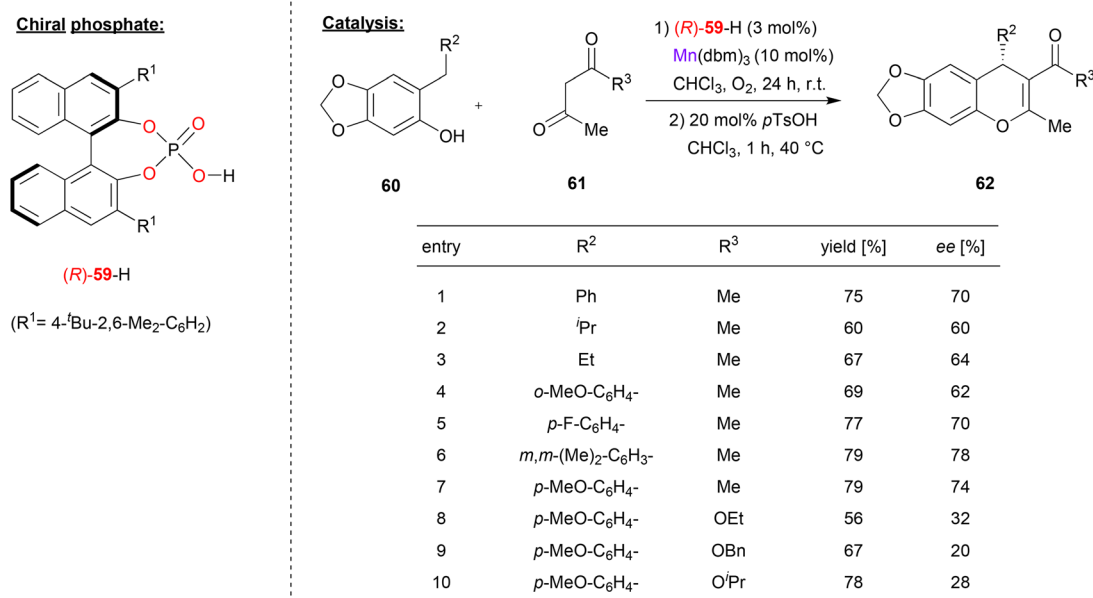 Chiral phosphate:
R¹
O
O
P
O
O–H
R¹
(R)-59-H
(R¹= 4-ᵗBu-2,6-Me₂-C₆H₂)
Catalysis:
R²
O
O
OH
60
+
O
R³
O
Me
61
1) (R)-59-H (3 mol%)
Mn(dbm)₃ (10 mol%)
CHCl₃, O₂, 24 h, r.t.
2) 20 mol% pTsOH
CHCl₃, 1 h, 40 °C
R²
O
O
R³
O
O
Me
62
entry R² R³ yield [%] ee [%]
1 Ph Me 75 70
2 ⁱPr Me 60 60
3 Et Me 67 64
4 o-MeO-C₆H₄- Me 69 62
5 p-F-C₆H₄- Me 77 70
6 m,m-(Me)₂-C₆H₃- Me 79 78
7 p-MeO-C₆H₄- Me 79 74
8 p-MeO-C₆H₄- OEt 56 32
9 p-MeO-C₆H₄- OBn 67 20
10 p-MeO-C₆H₄- OⁱPr 78 28